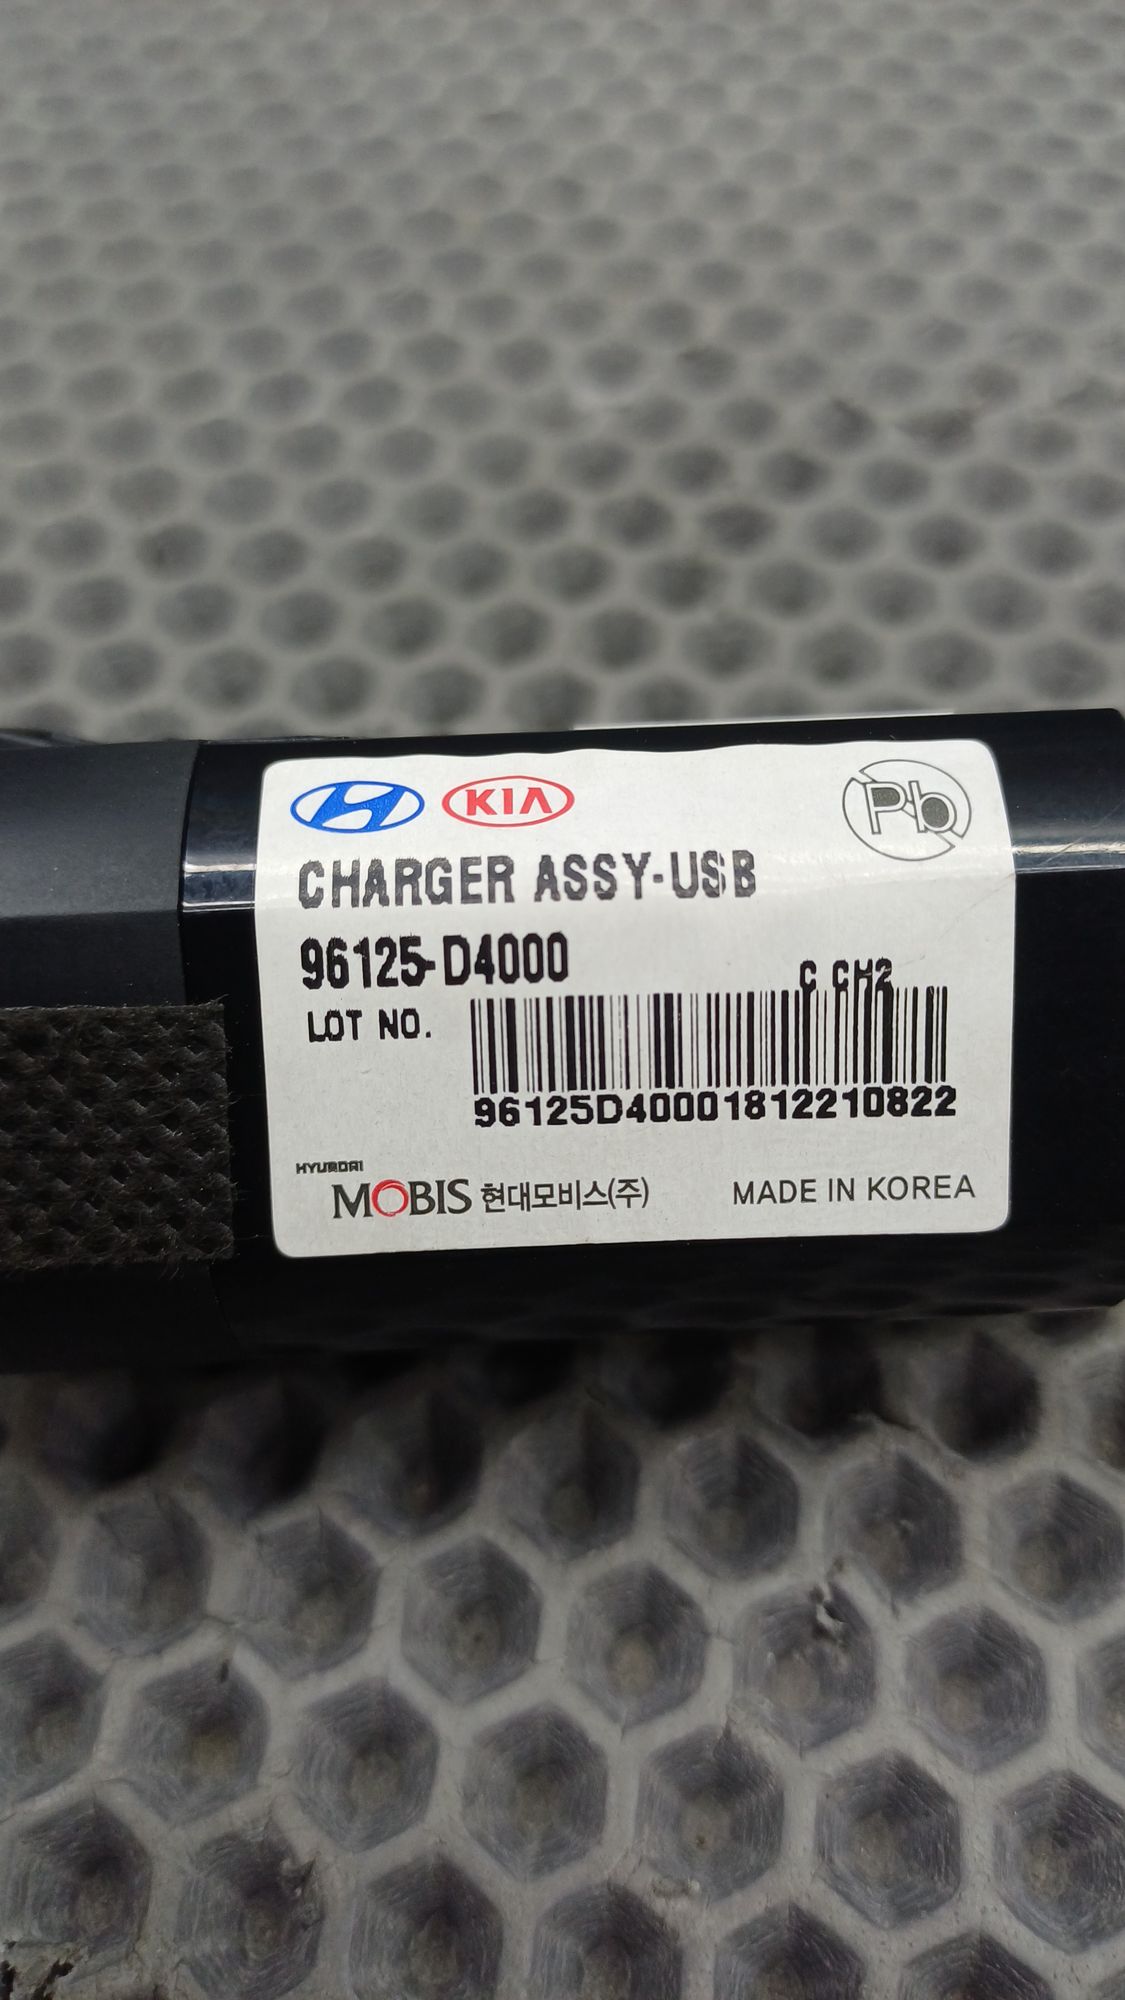 KIA
Pb
CHARGER ASSY-USB
96125-D4000
C CH2
LOT NO.
96125D40001812210822
HYUNDAI
MOBIS 현대모비스(주)
MADE IN KOREA